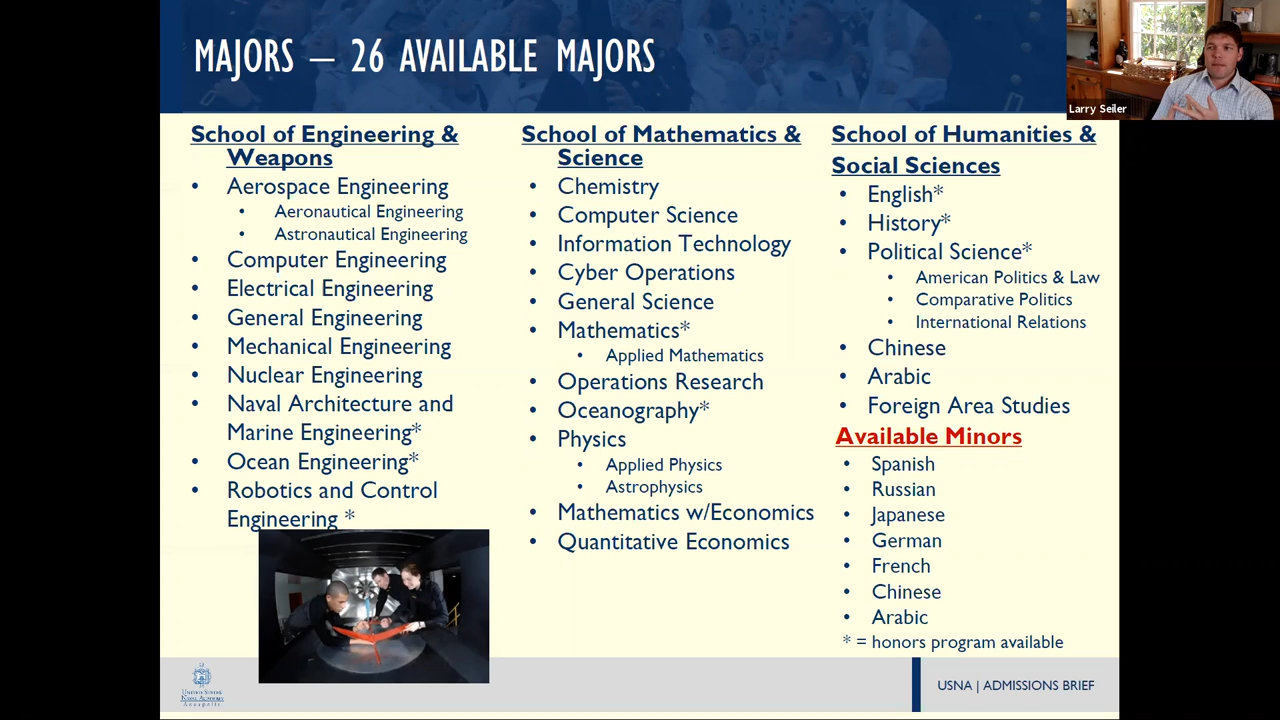 MAJORS – 26 AVAILABLE MAJORS
Larry Seiler
School of Engineering &
Weapons
• Aerospace Engineering
• Aeronautical Engineering
• Astronautical Engineering
• Computer Engineering
• Electrical Engineering
• General Engineering
• Mechanical Engineering
• Nuclear Engineering
• Naval Architecture and
Marine Engineering*
• Ocean Engineering*
• Robotics and Control
Engineering *
School of Mathematics &
Science
• Chemistry
• Computer Science
• Information Technology
• Cyber Operations
• General Science
• Mathematics*
• Applied Mathematics
• Operations Research
• Oceanography*
• Physics
• Applied Physics
• Astrophysics
• Mathematics w/Economics
• Quantitative Economics
School of Humanities &
Social Sciences
• English*
• History*
• Political Science*
• American Politics & Law
• Comparative Politics
• International Relations
• Chinese
• Arabic
• Foreign Area Studies
Available Minors
• Spanish
• Russian
• Japanese
• German
• French
• Chinese
• Arabic
* = honors program available
United States
Naval Academy
Annapolis
USNA | ADMISSIONS BRIEF